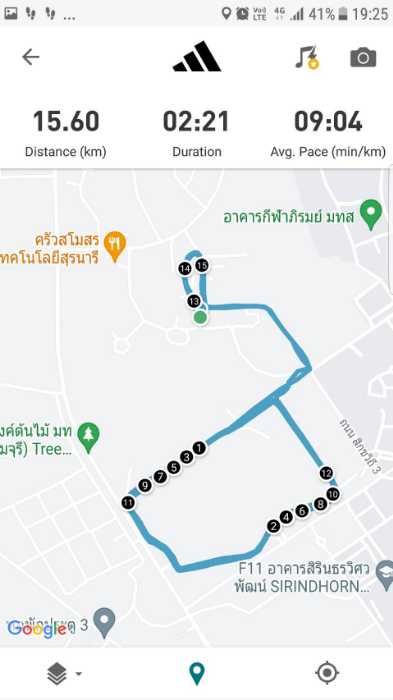 ... 4G 41% 19:25
15.60 02:21 09:04
Distance (km) Duration Avg. Pace (min/km)
อาคารกีฬาภิรมย์ มทส
ครัวสโมสร
ทคโนโลยีสุรนารี
14 15
13
ถนน สิกขวิถี 3
งค์ต้นไม้ มท
มจุรี) Tree...
1
3
5
7
9
11
12
10
8
6
4
2
F11 อาคารสิรินธรวิศว
พัฒน์ SIRINDHORN...
Google
3